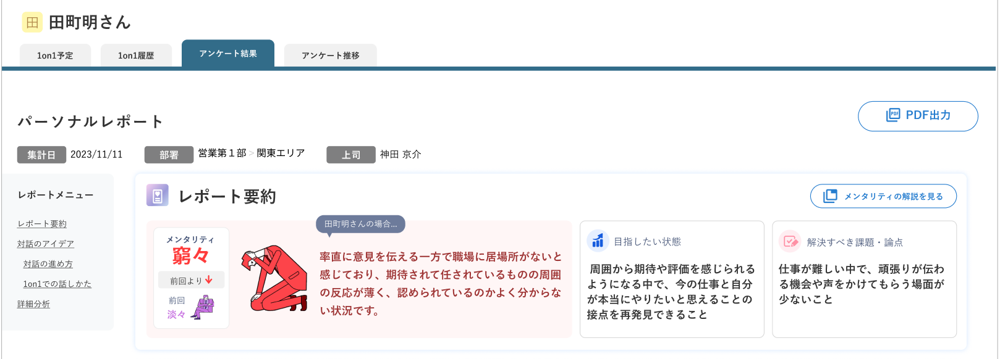 田 田町明さん
1on1予定 1on1履歴 アンケート結果 アンケート推移
パーソナルレポート
PDF PDF出力
集計日 2023/11/11 部署 営業第１部 > 関東エリア 上司 神田 京介
レポートメニュー
レポート要約
対話のアイデア
対話の進め方
1on1での話しかた
詳細分析
レポート要約
メンタリティの解説を見る
メンタリティ
窮々
前回より
前回
淡々
田町明さんの場合...
率直に意見を伝える一方で職場に居場所がないと
感じており、期待されて任されているものの周囲
の反応が薄く、認められているのかよく分からな
い状況です。
目指したい状態
周囲から期待や評価を感じられる
ようになる中で、今の仕事と自分
が本当にやりたいと思えることの
接点を再発見できること
解決すべき課題・論点
仕事が難しい中で、頑張りが伝わ
る機会や声をかけてもらう場面が
少ないこと